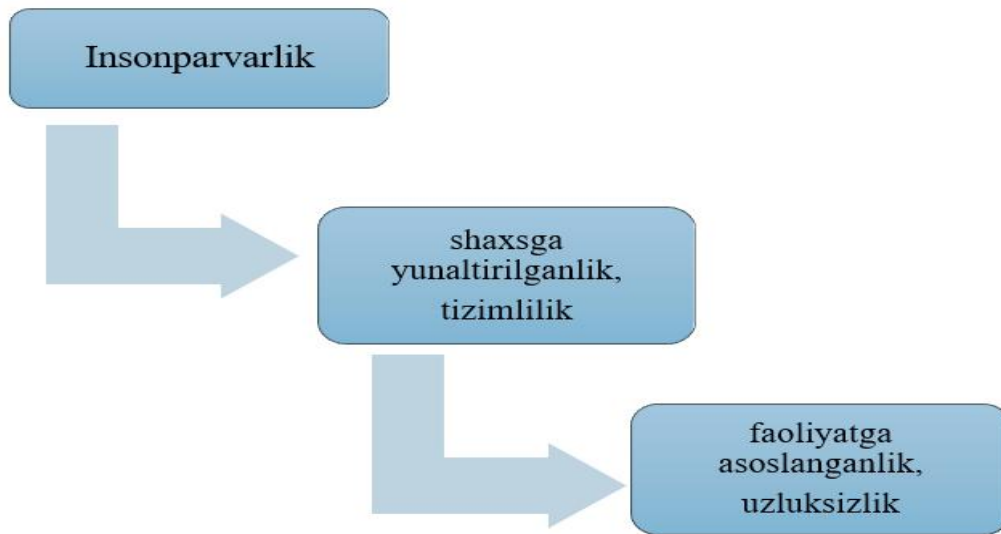 Insonparvarlik
shaxsga
yunaltirilganlik,
tizimlilik
faoliyatga
asoslanganlik,
uzluksizlik